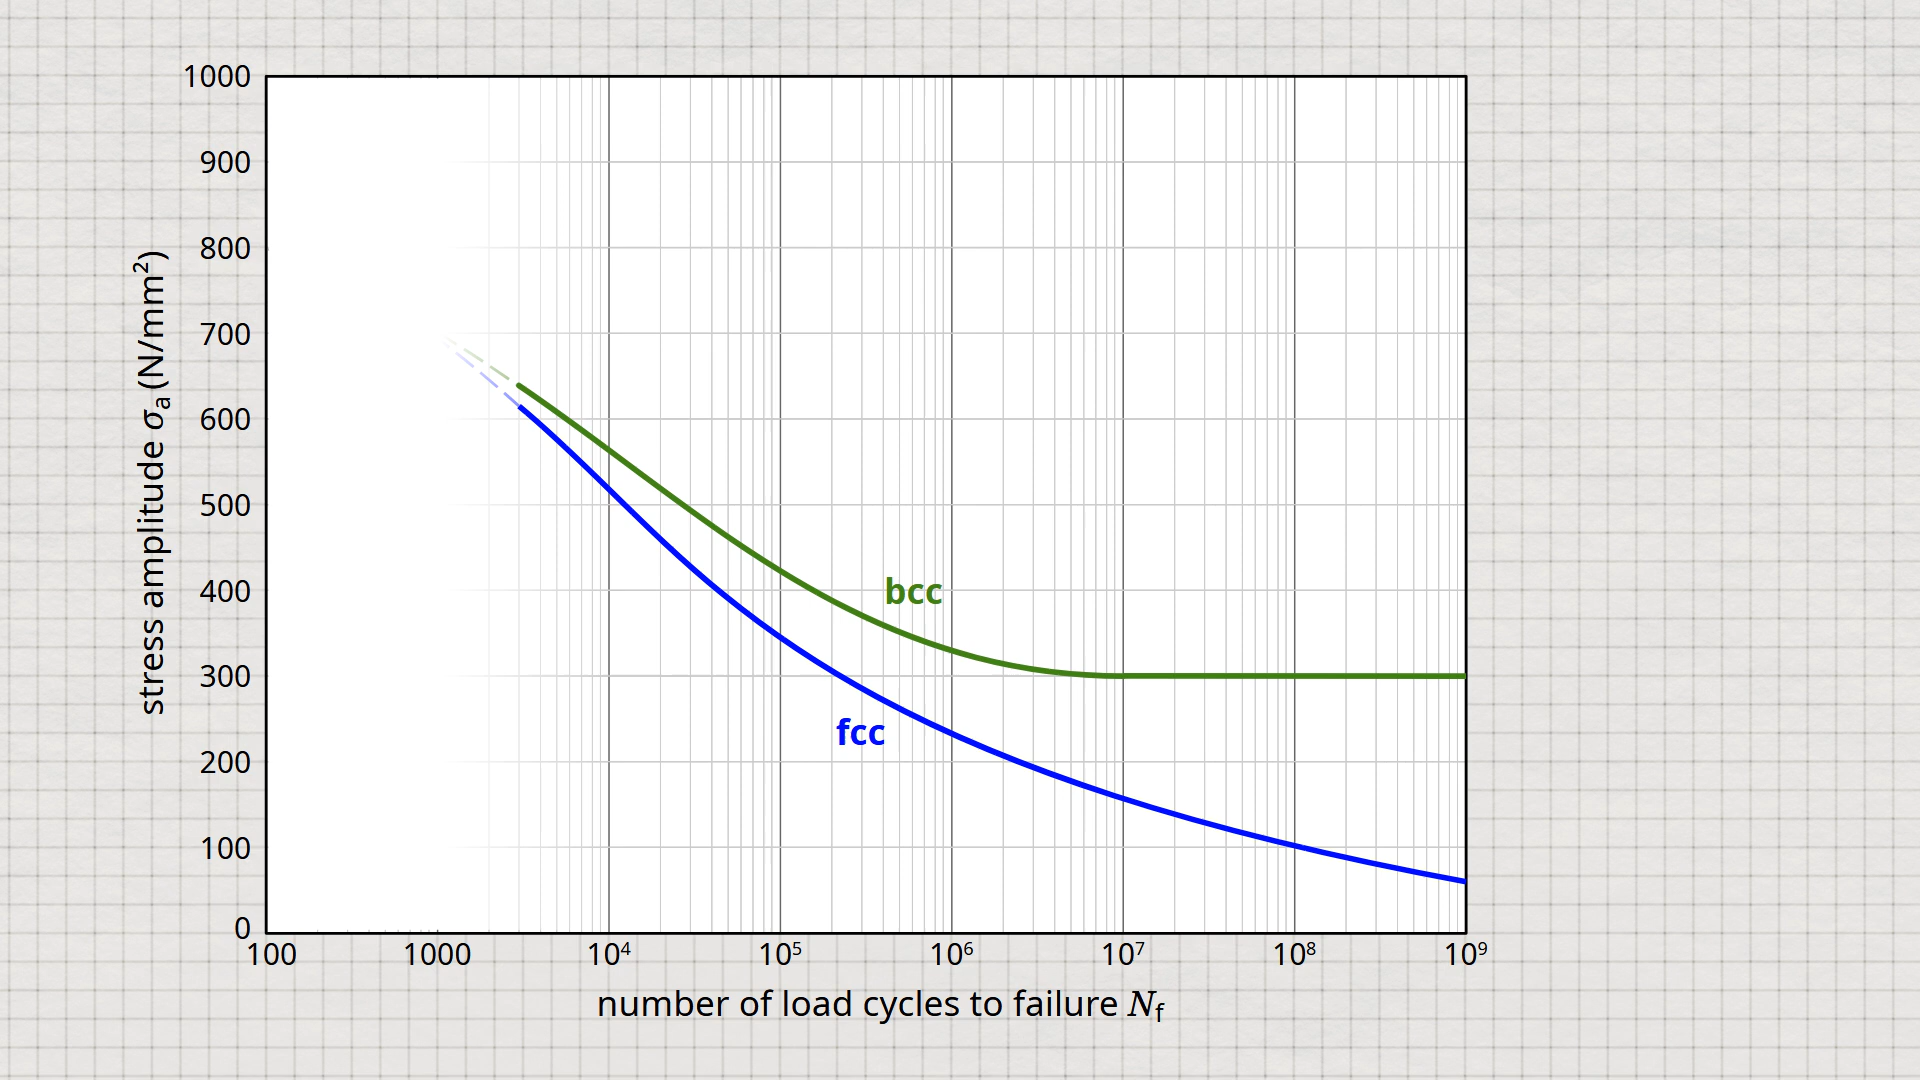 1000
900
800
700
600
500
400
300
200
100
0
stress amplitude σa (N/mm²)
bcc
fcc
100 1000 10⁴ 10⁵ 10⁶ 10⁷ 10⁸ 10⁹
number of load cycles to failure Nf